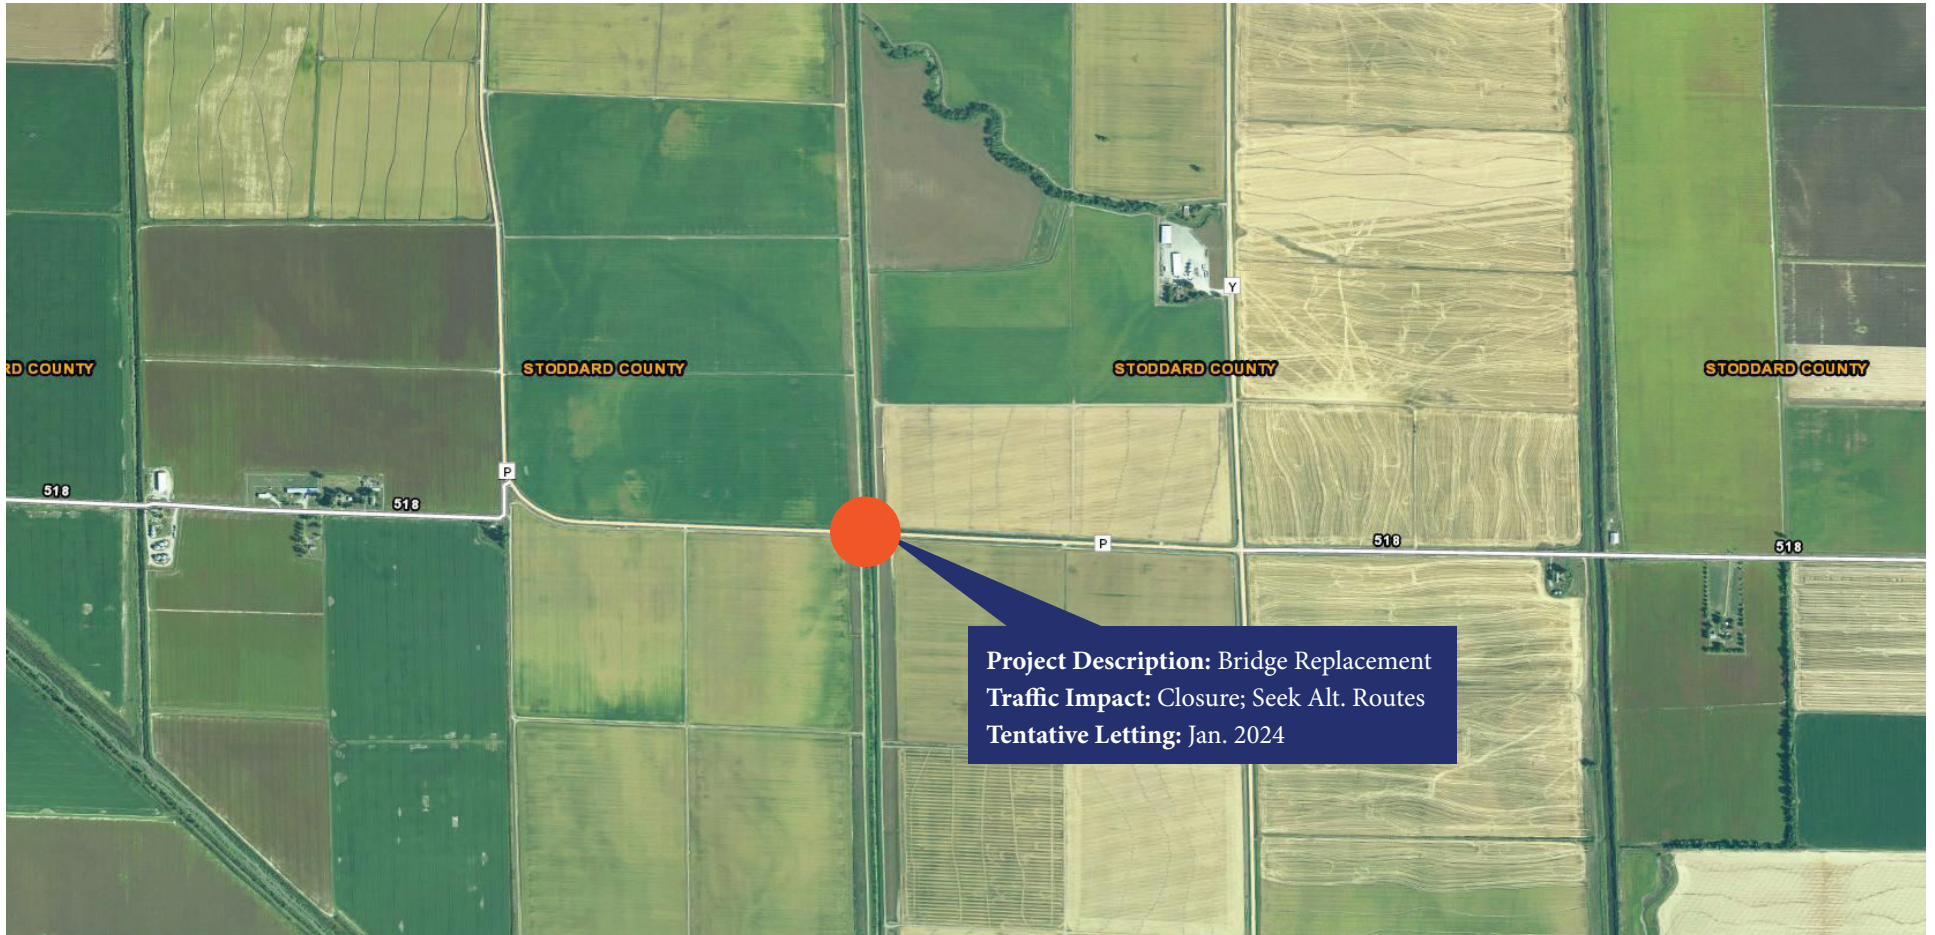 Y
RD COUNTY
STODDARD COUNTY
STODDARD COUNTY
STODDARD COUNTY
P
518
518
P
518
518
Project Description: Bridge Replacement
Traffic Impact: Closure; Seek Alt. Routes
Tentative Letting: Jan. 2024